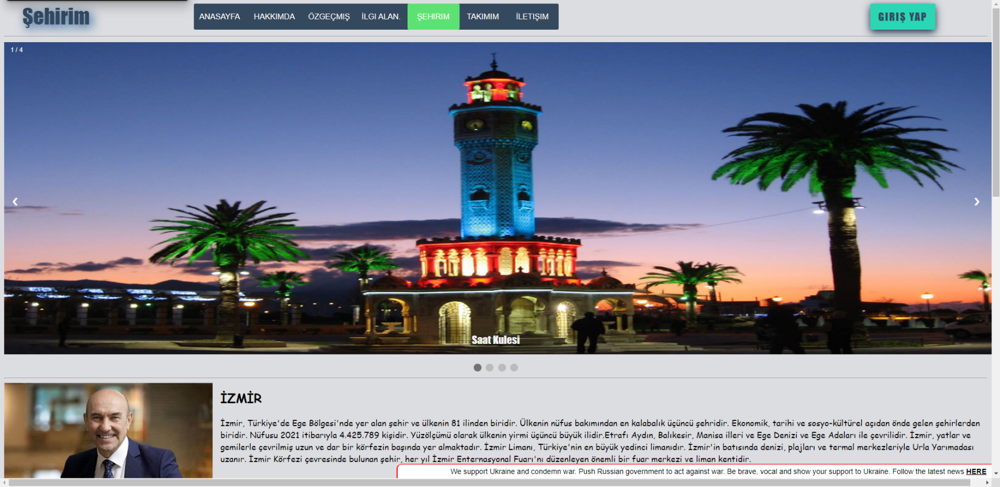 Şehirim
ANASAYFA HAKKIMDA ÖZGEÇMIŞ İLGI ALAN. ŞEHIRIM TAKIMIM İLETIŞIM
GIRIŞ YAP
1 / 4
❮ ❯
Saat Kulesi
İZMİR
İzmir, Türkiye'de Ege Bölgesi'nde yer alan şehir ve ülkenin 81 ilinden biridir. Ülkenin nüfus bakımından en kalabalık üçüncü şehridir. Ekonomik, tarihi ve sosyo-kültürel açıdan önde gelen şehirlerden
biridir. Nüfusu 2021 itibarıyla 4.425.789 kişidir. Yüzölçümü olarak ülkenin yirmi üçüncü büyük ilidir.Etrafı Aydın, Balıkesir, Manisa illeri ve Ege Denizi ve Ege Adaları ile çevrilidir. İzmir, yatlar ve
gemilerle çevrilmiş uzun ve dar bir körfezin başında yer almaktadır. İzmir Limanı, Türkiye'nin en büyük yedinci limanıdır. İzmir'in batısında denizi, plajları ve termal merkezleriyle Urla Yarımadası
uzanır. İzmir Körfezi çevresinde bulunan şehir, her yıl İzmir Enternasyonal Fuarı'nı düzenleyen önemli bir fuar merkezi ve liman kentidir.
We support Ukraine and condemn war. Push Russian government to act against war. Be brave, vocal and show your support to Ukraine. Follow the latest news HERE